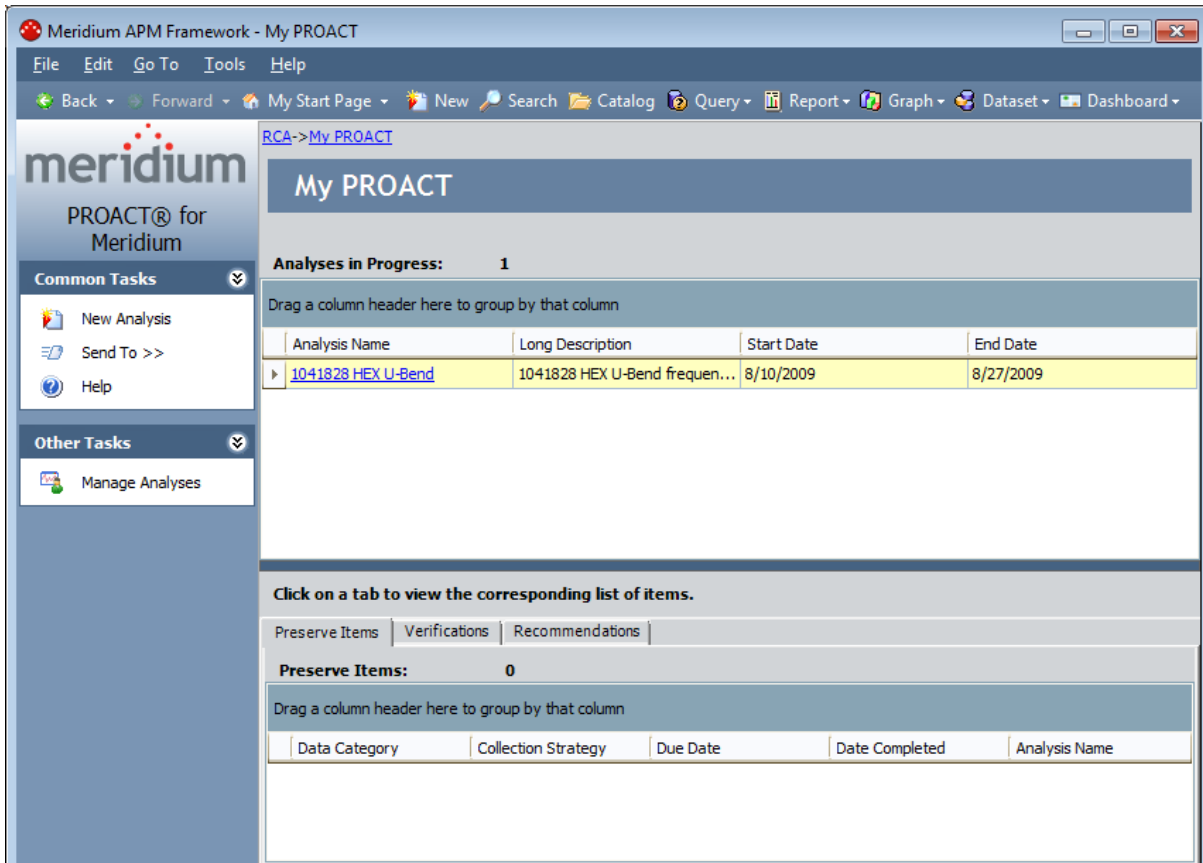 Meridium APM Framework - My PROACT
File Edit Go To Tools Help
Back Forward My Start Page New Search Catalog Query Report Graph Dataset Dashboard
meridium
PROACT® for
Meridium
Common Tasks
New Analysis
Send To >>
Help
Other Tasks
Manage Analyses
RCA->My PROACT
My PROACT
Analyses in Progress: 1
Drag a column header here to group by that column
Analysis Name Long Description Start Date End Date
1041828 HEX U-Bend 1041828 HEX U-Bend frequen... 8/10/2009 8/27/2009
Click on a tab to view the corresponding list of items.
Preserve Items Verifications Recommendations
Preserve Items: 0
Drag a column header here to group by that column
Data Category Collection Strategy Due Date Date Completed Analysis Name